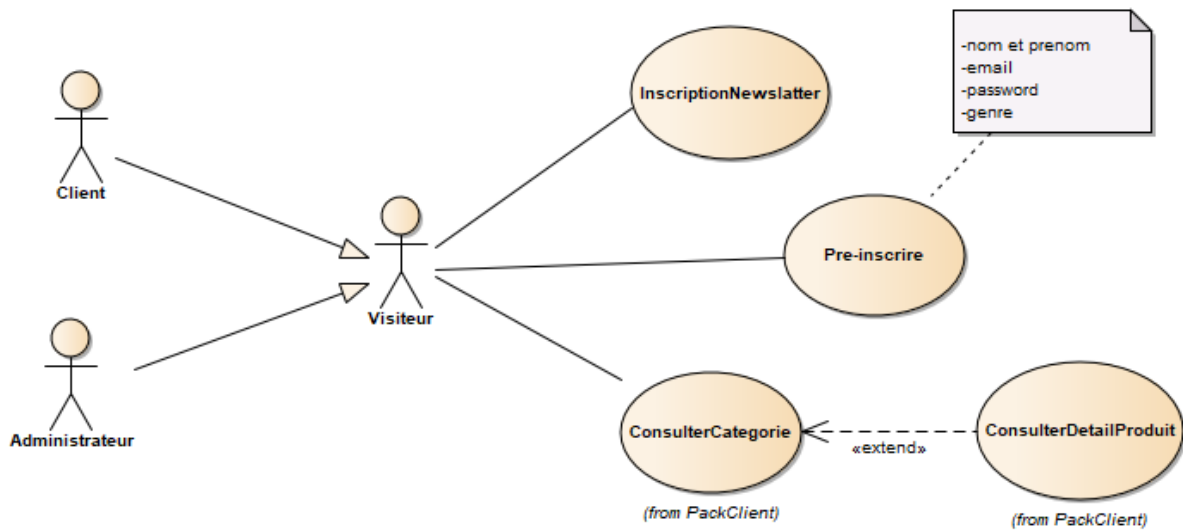 -nom et prenom
-email
-password
-genre
InscriptionNewslatter
Client
Pre-inscrire
Visiteur
Administrateur
ConsulterCategorie
«extend»
ConsulterDetailProduit
(from PackClient)
(from PackClient)